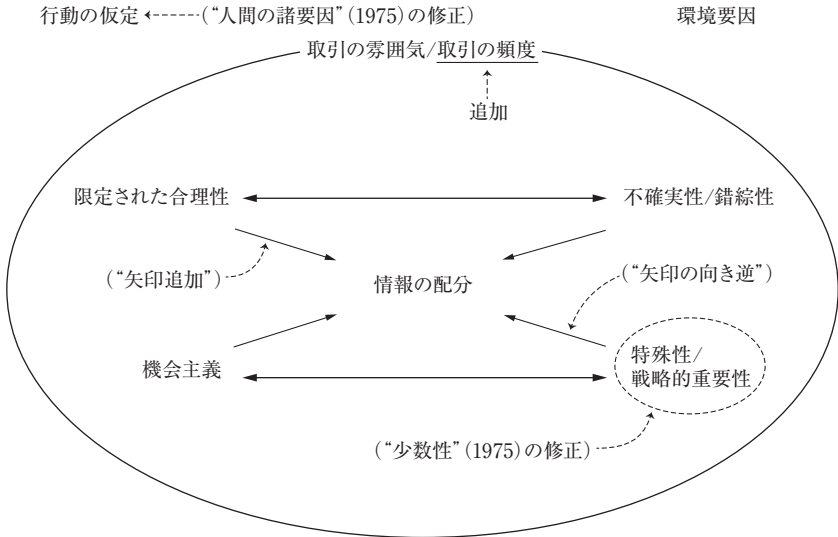 行動の仮定 (“人間の諸要因” (1975) の修正) 環境要因
取引の雰囲気/取引の頻度
追加
限定された合理性 不確実性/錯綜性
(“矢印追加”) 情報の配分 (“矢印の向き逆”)
機会主義 特殊性/
戦略的重要性
(“少数性” (1975) の修正)